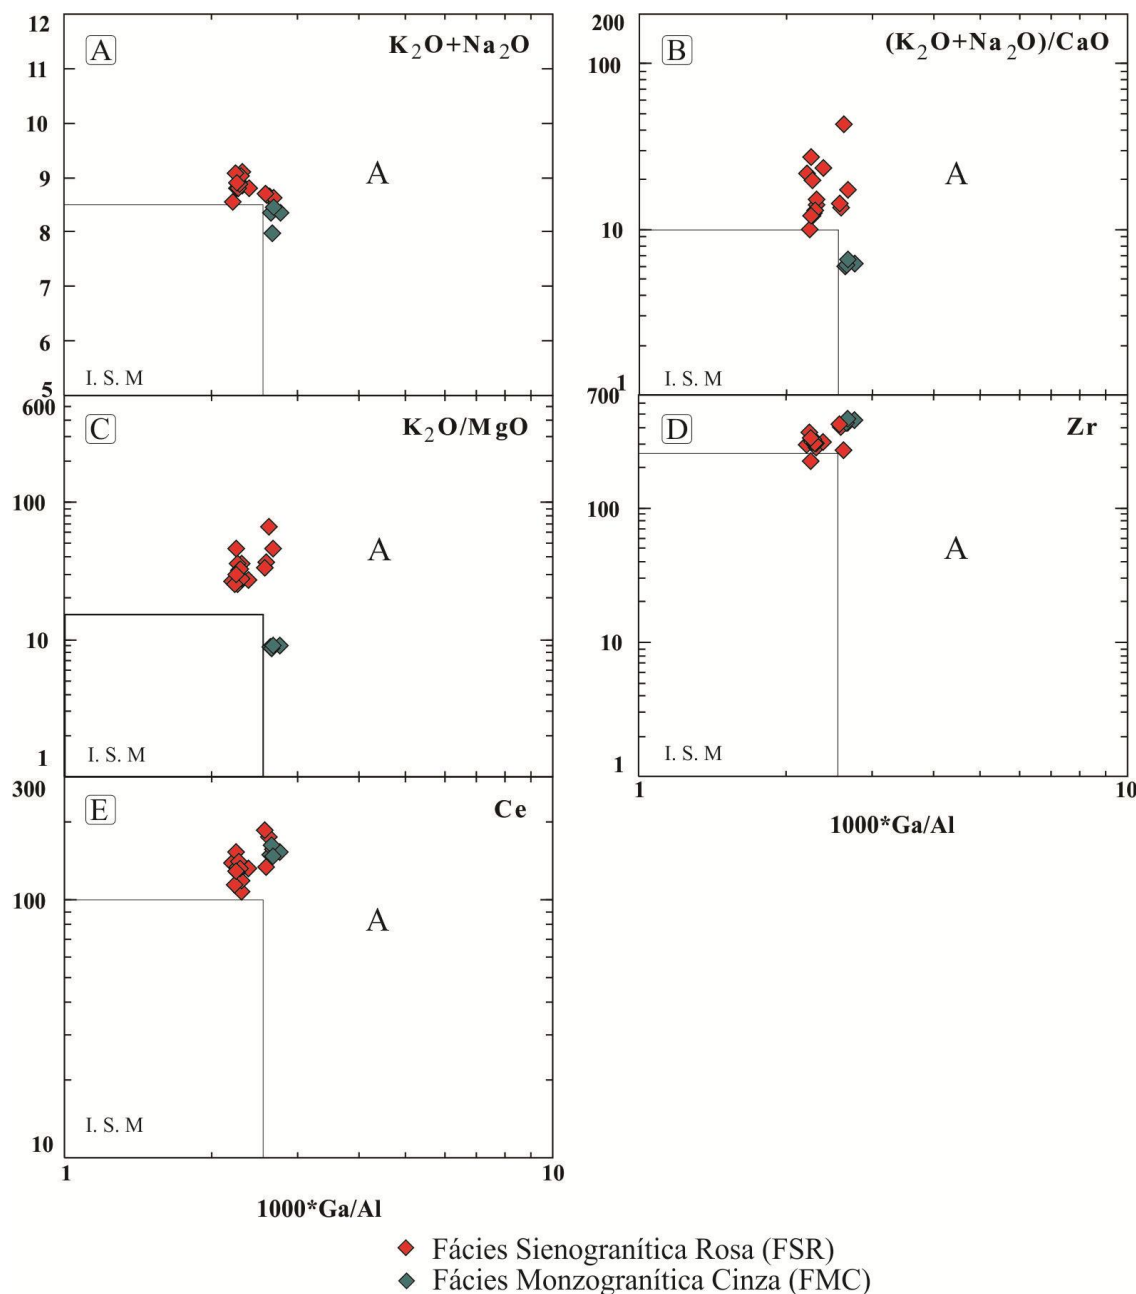 A
K2O+Na2O
12
11
10
9
8
7
6
5
A
I. S. M
B
(K2O+Na2O)/CaO
200
100
10
1
A
I. S. M
C
K2O/MgO
600
100
10
1
A
I. S. M
D
Zr
700
100
10
1
A
I. S. M
1
10
1000*Ga/Al
E
Ce
300
100
10
A
I. S. M
1
10
1000*Ga/Al
Fácies Sienogranítica Rosa (FSR)
Fácies Monzogranítica Cinza (FMC)